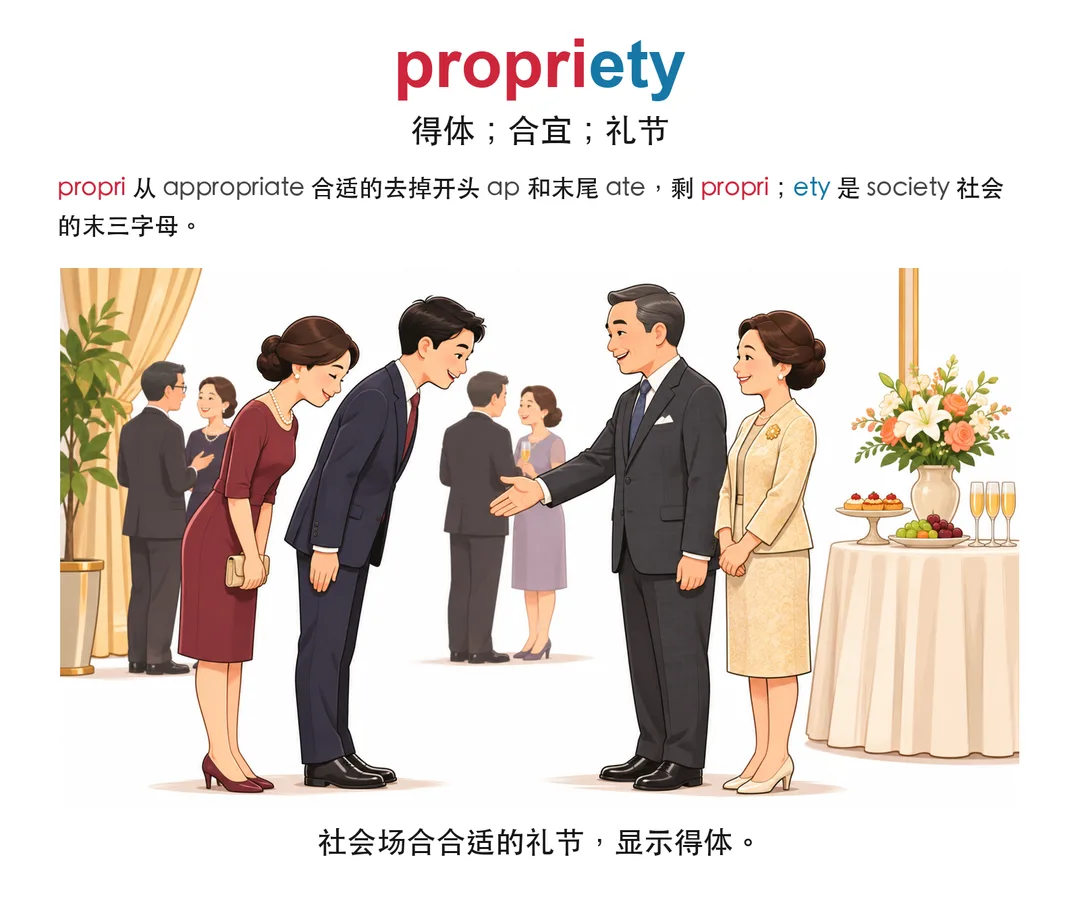 propriety
得体；合宜；礼节
propri 从 appropriate 合适的去掉开头 ap 和末尾 ate，剩 propri；ety 是 society 社会
的末三字母。
社会场合合适的礼节，显示得体。